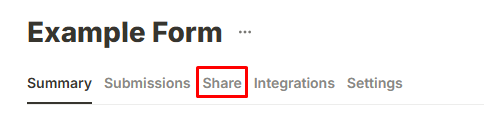 Example Form ...
Summary Submissions Share Integrations Settings